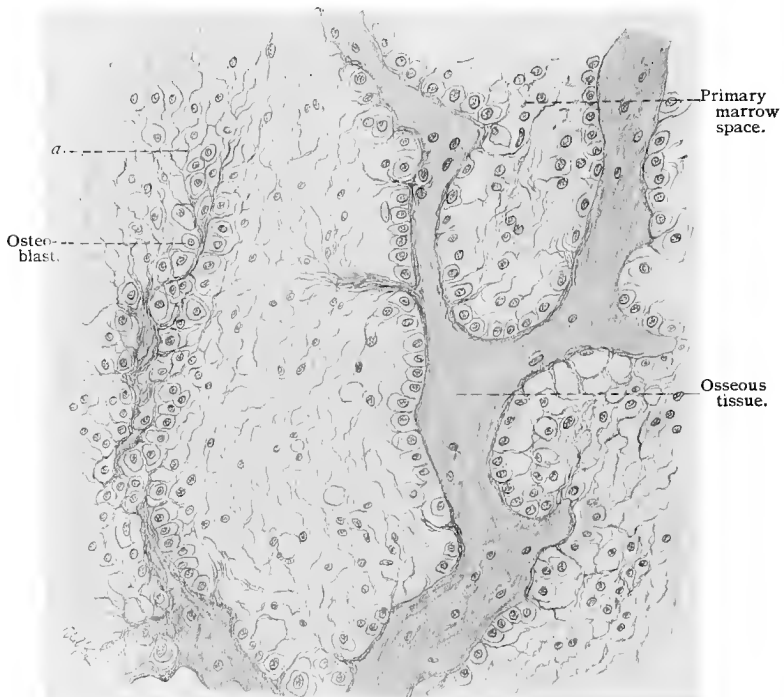 Primary
marrow
space.
a.
Osteo-
blast.
Osseous
tissue.